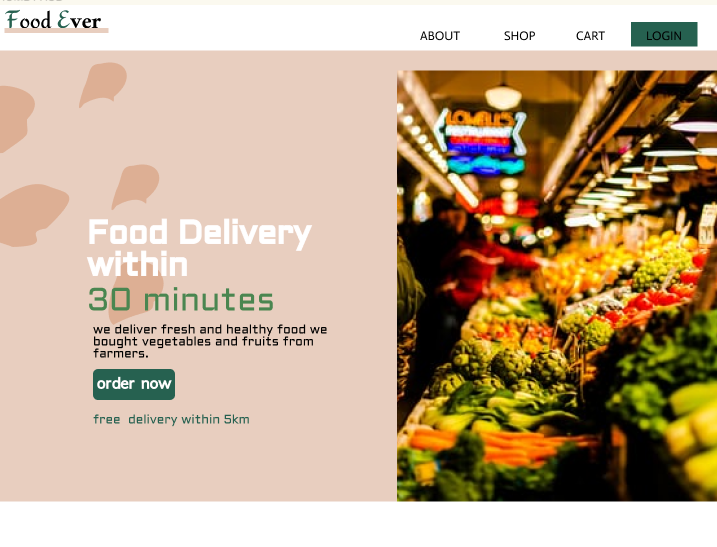 Food Ever
ABOUT SHOP CART LOGIN
Food Delivery
within
30 minutes
we deliver fresh and healthy food we
bought vegetables and fruits from
farmers.
order now
free delivery within 5km